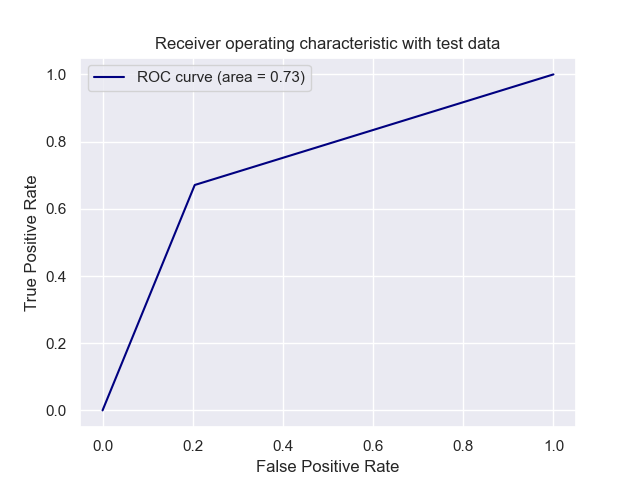 Receiver operating characteristic with test data
ROC curve (area = 0.73)
True Positive Rate
1.0
0.8
0.6
0.4
0.2
0.0
0.0 0.2 0.4 0.6 0.8 1.0
False Positive Rate